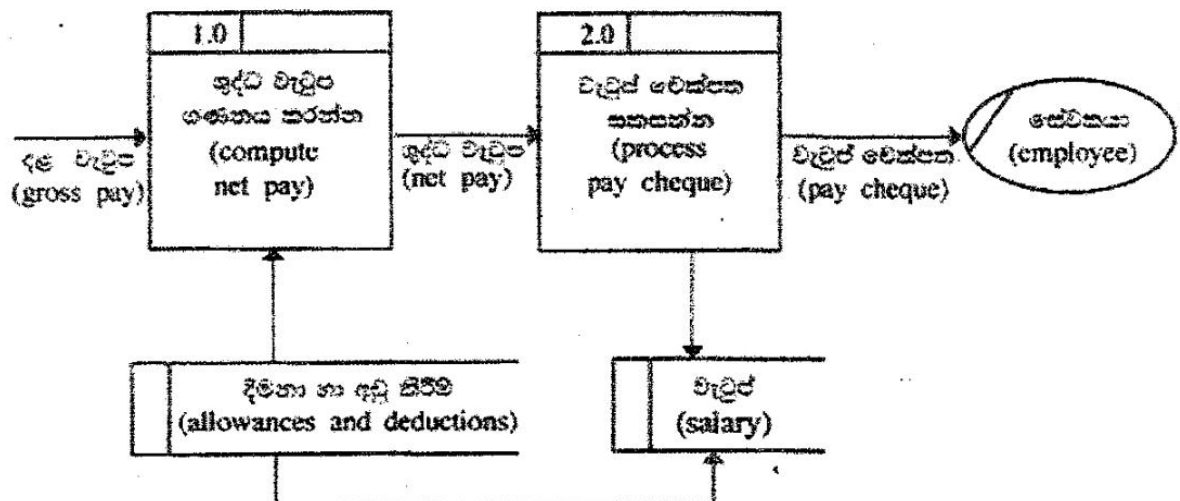 1.0
ශුද්ධ වැටුප
ගණනය කරන්න
(compute
net pay)
දළ වැටුප
(gross pay)
ශුද්ධ වැටුප
(net pay)
2.0
වැටුප් චෙක්පත
සකසන්න
(process
pay cheque)
වැටුප් චෙක්පත
(pay cheque)
සේවකයා
(employee)
දීමනා හා අඩු කිරීම්
(allowances and deductions)
වැටුප්
(salary)